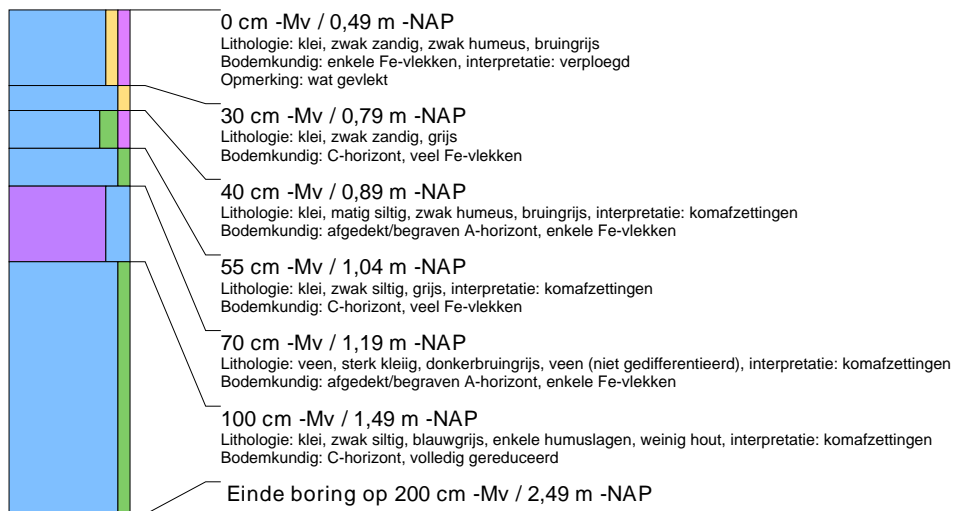 0 cm -Mv / 0,49 m -NAP
Lithologie: klei, zwak zandig, zwak humeus, bruingrijs
Bodemkundig: enkele Fe-vlekken, interpretatie: verploegd
Opmerking: wat gevlekt
30 cm -Mv / 0,79 m -NAP
Lithologie: klei, zwak zandig, grijs
Bodemkundig: C-horizont, veel Fe-vlekken
40 cm -Mv / 0,89 m -NAP
Lithologie: klei, matig siltig, zwak humeus, bruingrijs, interpretatie: komafzettingen
Bodemkundig: afgedekt/begraven A-horizont, enkele Fe-vlekken
55 cm -Mv / 1,04 m -NAP
Lithologie: klei, zwak siltig, grijs, interpretatie: komafzettingen
Bodemkundig: C-horizont, veel Fe-vlekken
70 cm -Mv / 1,19 m -NAP
Lithologie: veen, sterk kleiig, donkerbruingrijs, veen (niet gedifferentieerd), interpretatie: komafzettingen
Bodemkundig: afgedekt/begraven A-horizont, enkele Fe-vlekken
100 cm -Mv / 1,49 m -NAP
Lithologie: klei, zwak siltig, blauwgrijs, enkele humuslagen, weinig hout, interpretatie: komafzettingen
Bodemkundig: C-horizont, volledig gereduceerd
Einde boring op 200 cm -Mv / 2,49 m -NAP